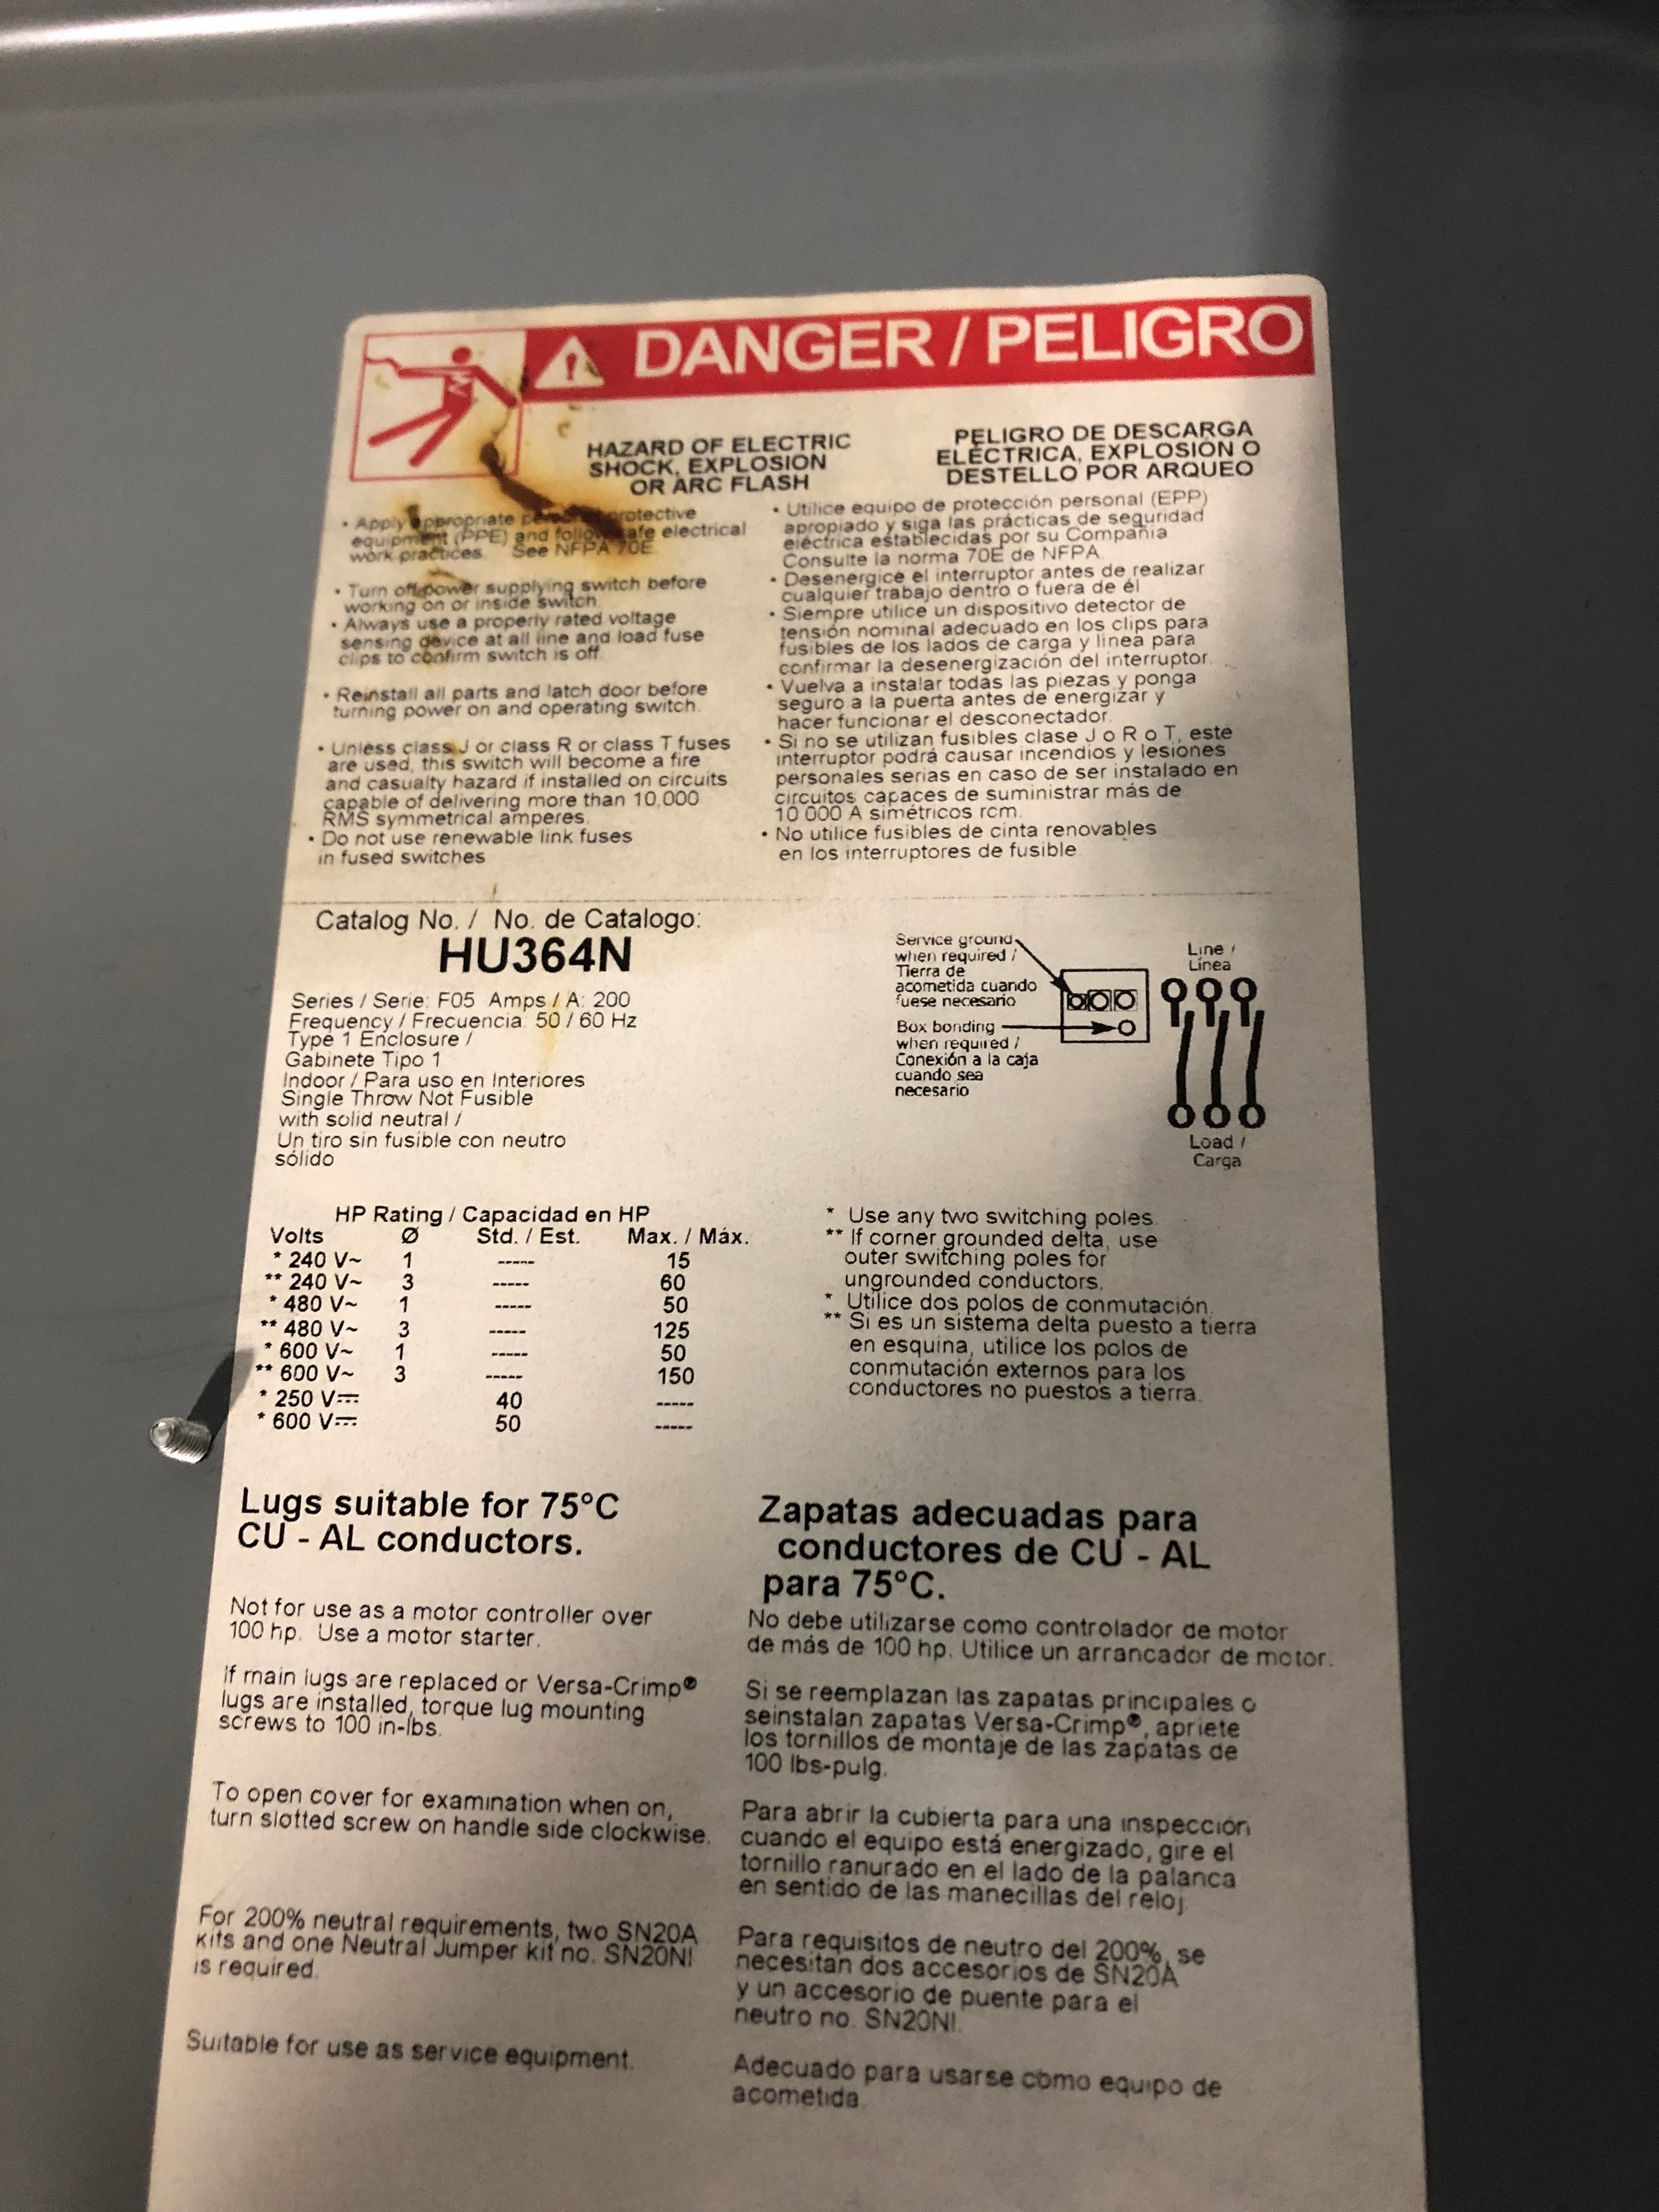 DANGER / PELIGRO
HAZARD OF ELECTRIC
SHOCK, EXPLOSION
OR ARC FLASH
• Apply appropriate personal protective
equipment (PPE) and follow safe electrical
work practices. See NFPA 70E.
• Turn off power supplying switch before
working on or inside switch.
• Always use a properly rated voltage
sensing device at all line and load fuse
clips to confirm switch is off.
• Reinstall all parts and latch door before
turning power on and operating switch.
• Unless class J or class R or class T fuses
are used, this switch will become a fire
and casualty hazard if installed on circuits
capable of delivering more than 10,000
RMS symmetrical amperes.
• Do not use renewable link fuses
in fused switches
PELIGRO DE DESCARGA
ELÉCTRICA, EXPLOSIÓN O
DESTELLO POR ARQUEO
• Utilice equipo de protección personal (EPP)
apropiado y siga las prácticas de seguridad
eléctrica establecidas por su Compañia
Consulte la norma 70E de NFPA.
• Desenergice el interruptor antes de realizar
cualquier trabajo dentro o fuera de él
• Siempre utilice un dispositivo detector de
tensión nominal adecuado en los clips para
fusibles de los lados de carga y línea para
confirmar la desenergización del interruptor.
• Vuelva a instalar todas las piezas y ponga
seguro a la puerta antes de energizar y
hacer funcionar el desconectador.
• Si no se utilizan fusibles clase J o R o T, este
interruptor podrá causar incendios y lesiones
personales serias en caso de ser instalado en
circuitos capaces de suministrar más de
10 000 A simétricos rcm.
• No utilice fusibles de cinta renovables
en los interruptores de fusible.
Catalog No. / No. de Catalogo:
HU364N
Series / Serie: F05 Amps / A: 200
Frequency / Frecuencia: 50 / 60 Hz
Type 1 Enclosure /
Gabinete Tipo 1
Indoor / Para uso en Interiores
Single Throw Not Fusible
with solid neutral /
Un tiro sin fusible con neutro
sólido
Service ground
when required /
Tierra de
acometida cuando
fuese necesario
Box bonding
when required /
Conexión a la caja
cuando sea
necesario
Line /
Línea
Load /
Carga
HP Rating / Capacidad en HP
Volts Ø Std. / Est. Max. / Máx.
* 240 V~ 1 ----- 15
** 240 V~ 3 ----- 60
* 480 V~ 1 ----- 50
** 480 V~ 3 ----- 125
* 600 V~ 1 ----- 50
** 600 V~ 3 ----- 150
* 250 V⎓ 40 -----
* 600 V⎓ 50 -----
* Use any two switching poles.
** If corner grounded delta, use
outer switching poles for
ungrounded conductors.
* Utilice dos polos de conmutación.
** Si es un sistema delta puesto a tierra
en esquina, utilice los polos de
conmutación externos para los
conductores no puestos a tierra.
Lugs suitable for 75°C
CU - AL conductors.
Not for use as a motor controller over
100 hp. Use a motor starter.
If main lugs are replaced or Versa-Crimp®
lugs are installed, torque lug mounting
screws to 100 in-lbs.
To open cover for examination when on,
turn slotted screw on handle side clockwise.
For 200% neutral requirements, two SN20A
kits and one Neutral Jumper kit no. SN20NI
is required.
Suitable for use as service equipment.
Zapatas adecuadas para
conductores de CU - AL
para 75°C.
No debe utilizarse como controlador de motor
de más de 100 hp. Utilice un arrancador de motor.
Si se reemplazan las zapatas principales o
seinstalan zapatas Versa-Crimp®, apriete
los tornillos de montaje de las zapatas de
100 lbs-pulg.
Para abrir la cubierta para una inspección
cuando el equipo está energizado, gire el
tornillo ranurado en el lado de la palanca
en sentido de las manecillas del reloj.
Para requisitos de neutro del 200%, se
necesitan dos accesorios de SN20A
y un accesorio de puente para el
neutro no. SN20NI.
Adecuado para usarse como equipo de
acometida.